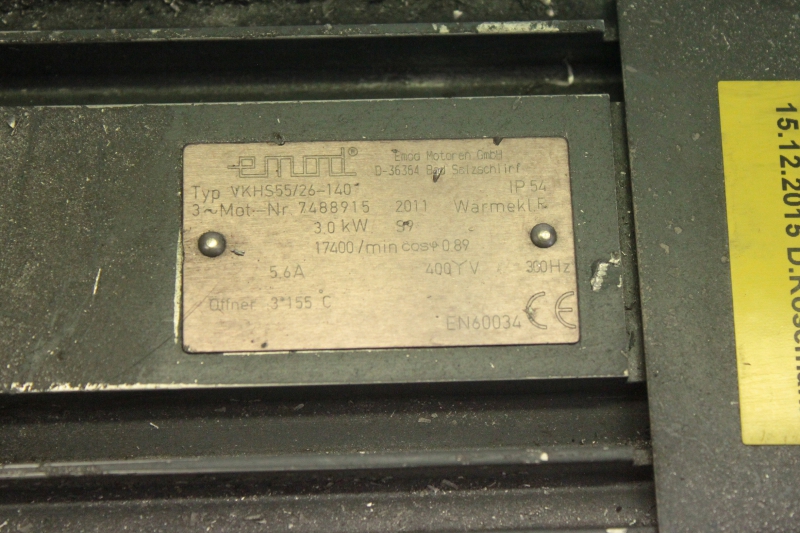 emod®
Emod Motoren GmbH
D-36364 Bad Salzschlirf
Typ VKHS55/26-140 IP 54
3~Mot-Nr 7488915 2011 Wärmekl.F
3.0 kW S9
17400/min cosφ 0.89
5.6A 400YV 300Hz
Öffner 3*155°C
EN60034 CE
15.12.2015